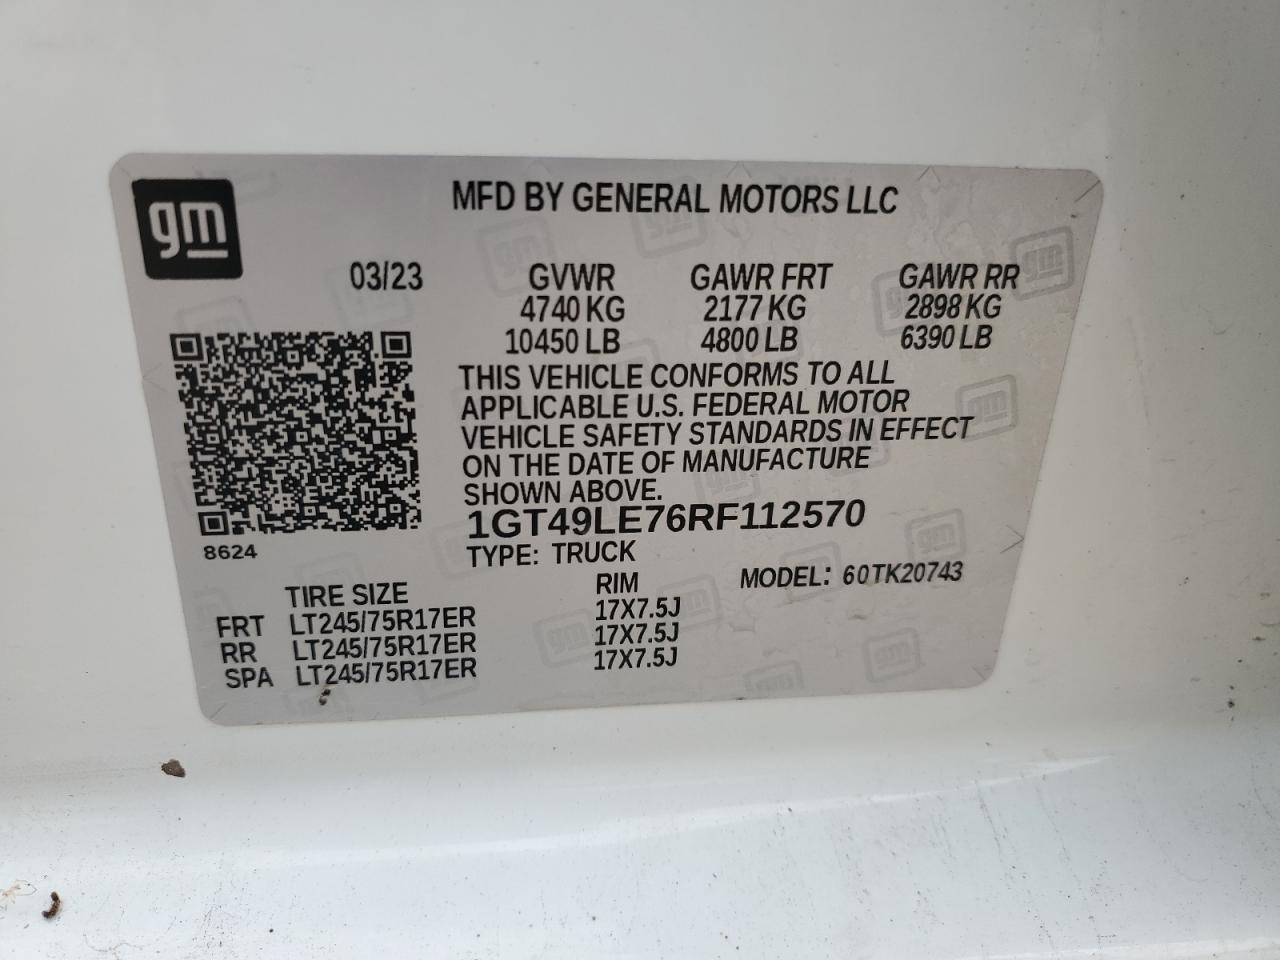 gm
MFD BY GENERAL MOTORS LLC
03/23 GVWR GAWR FRT GAWR RR
4740 KG 2177 KG 2898 KG
10450 LB 4800 LB 6390 LB
THIS VEHICLE CONFORMS TO ALL
APPLICABLE U.S. FEDERAL MOTOR
VEHICLE SAFETY STANDARDS IN EFFECT
ON THE DATE OF MANUFACTURE
SHOWN ABOVE.
1GT49LE76RF112570
8624
TYPE: TRUCK
MODEL: 60TK20743
TIRE SIZE RIM
FRT LT245/75R17ER 17X7.5J
RR LT245/75R17ER 17X7.5J
SPA LT245/75R17ER 17X7.5J